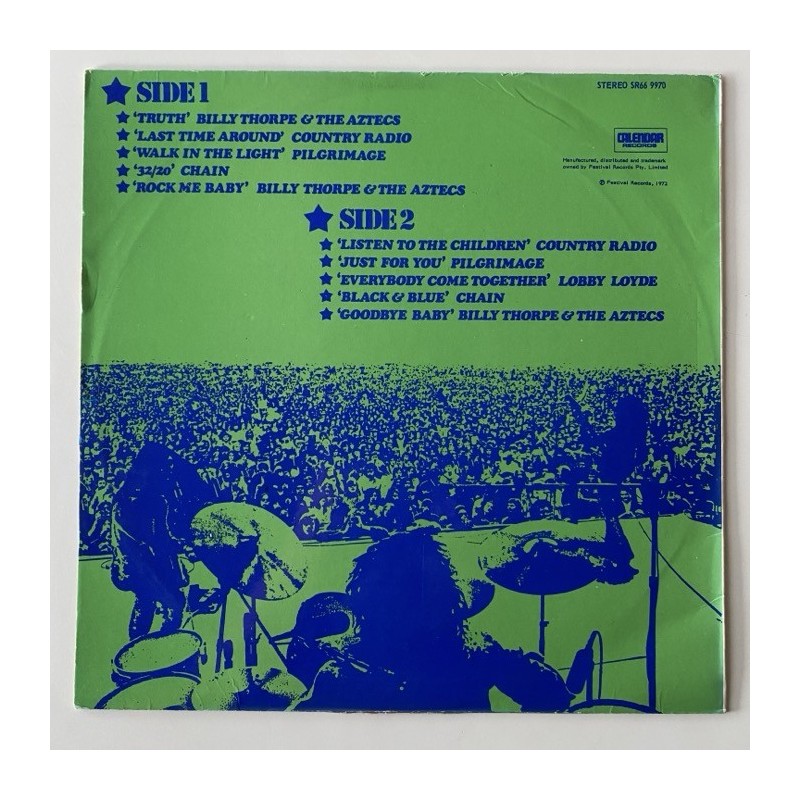 STEREO SR66 9970
SIDE 1
'TRUTH' BILLY THORPE & THE AZTECS
'LAST TIME AROUND' COUNTRY RADIO
'WALK IN THE LIGHT' PILGRIMAGE
'32/20' CHAIN
'ROCK ME BABY' BILLY THORPE & THE AZTECS
CALENDAR
RECORDS
Manufactured, distributed and trademark
owned by Festival Records Pty. Limited
℗ Festival Records, 1972
SIDE 2
'LISTEN TO THE CHILDREN' COUNTRY RADIO
'JUST FOR YOU' PILGRIMAGE
'EVERYBODY COME TOGETHER' LOBBY LOYDE
'BLACK & BLUE' CHAIN
'GOODBYE BABY' BILLY THORPE & THE AZTECS